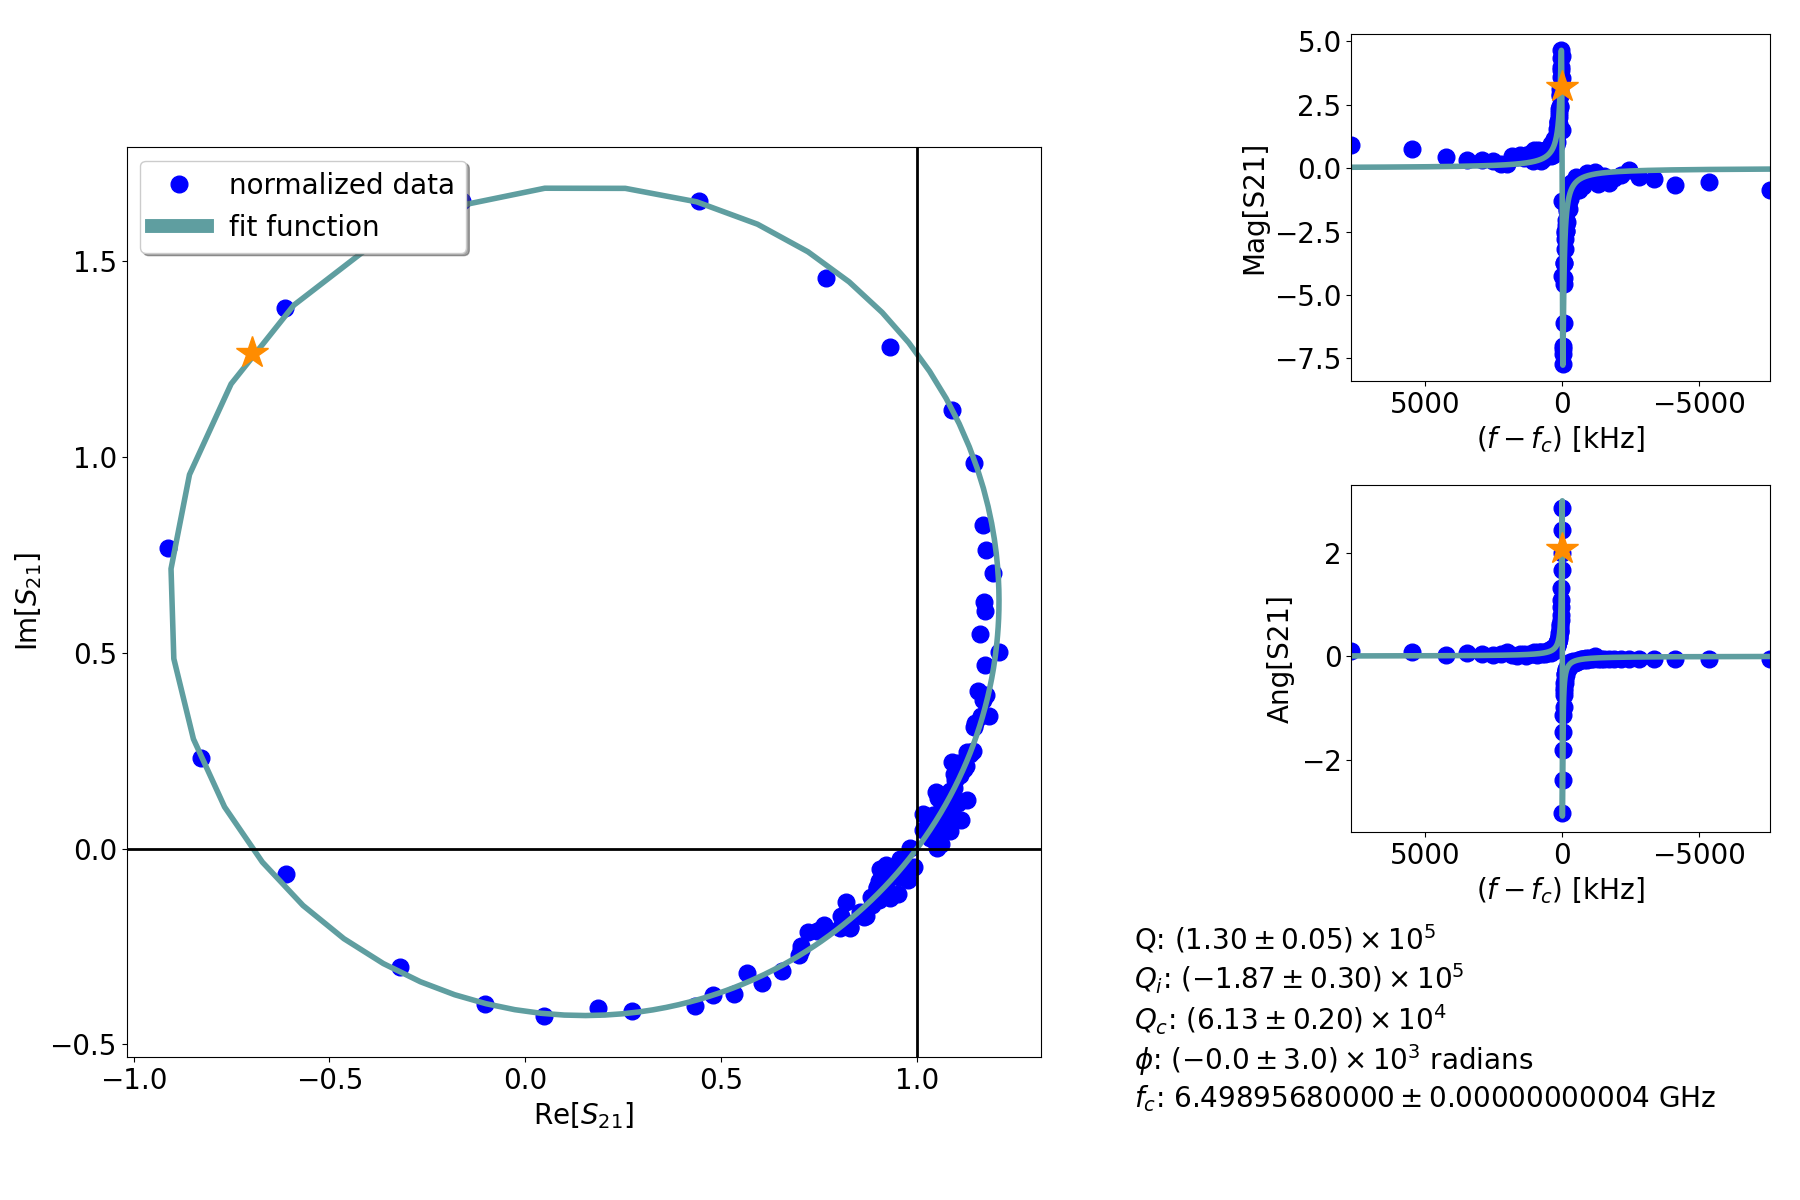 normalized data
fit function
1.5
1.0
0.5
0.0
−0.5
−1.0
−0.5
0.0
0.5
1.0
Im[S21]
Re[S21]
5.0
2.5
0.0
−2.5
−5.0
−7.5
5000
0
−5000
Mag[S21]
(f − fc) [kHz]
2
0
−2
5000
0
−5000
Ang[S21]
(f − fc) [kHz]
Q: (1.30 ± 0.05) × 10^5
Qi: (−1.87 ± 0.30) × 10^5
Qc: (6.13 ± 0.20) × 10^4
ϕ: (−0.0 ± 3.0) × 10^3 radians
fc: 6.49895680000 ± 0.00000000004 GHz